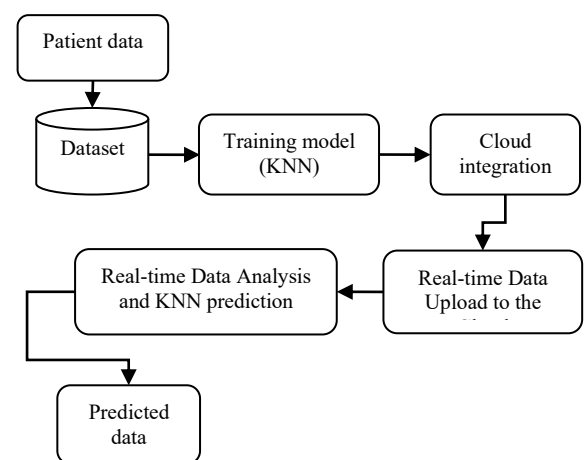 Patient data
Dataset
Training model
(KNN)
Cloud
integration
Real-time Data Analysis
and KNN prediction
Real-time Data
Upload to the
Predicted
data